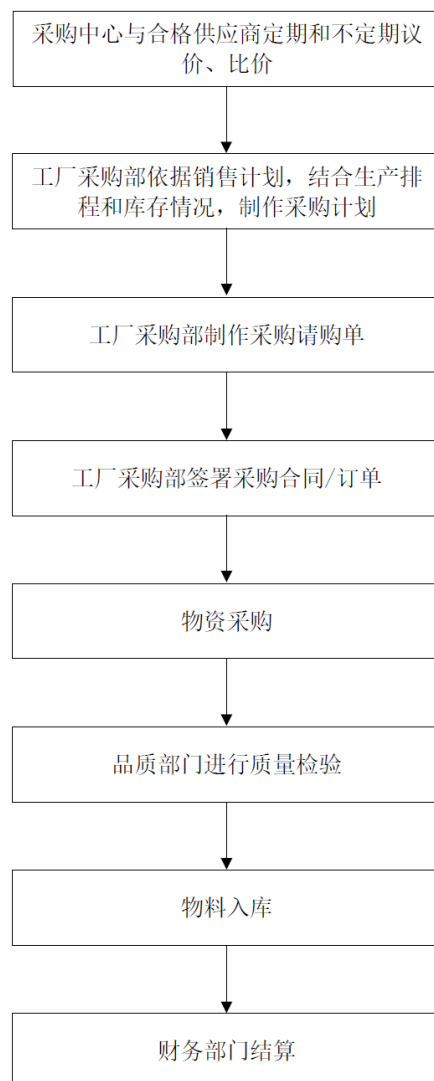 采购中心与合格供应商定期和不定期议
价、比价
工厂采购部依据销售计划，结合生产排
程和库存情况，制作采购计划
工厂采购部制作采购请购单
工厂采购部签署采购合同/订单
物资采购
品质部门进行质量检验
物料入库
财务部门结算